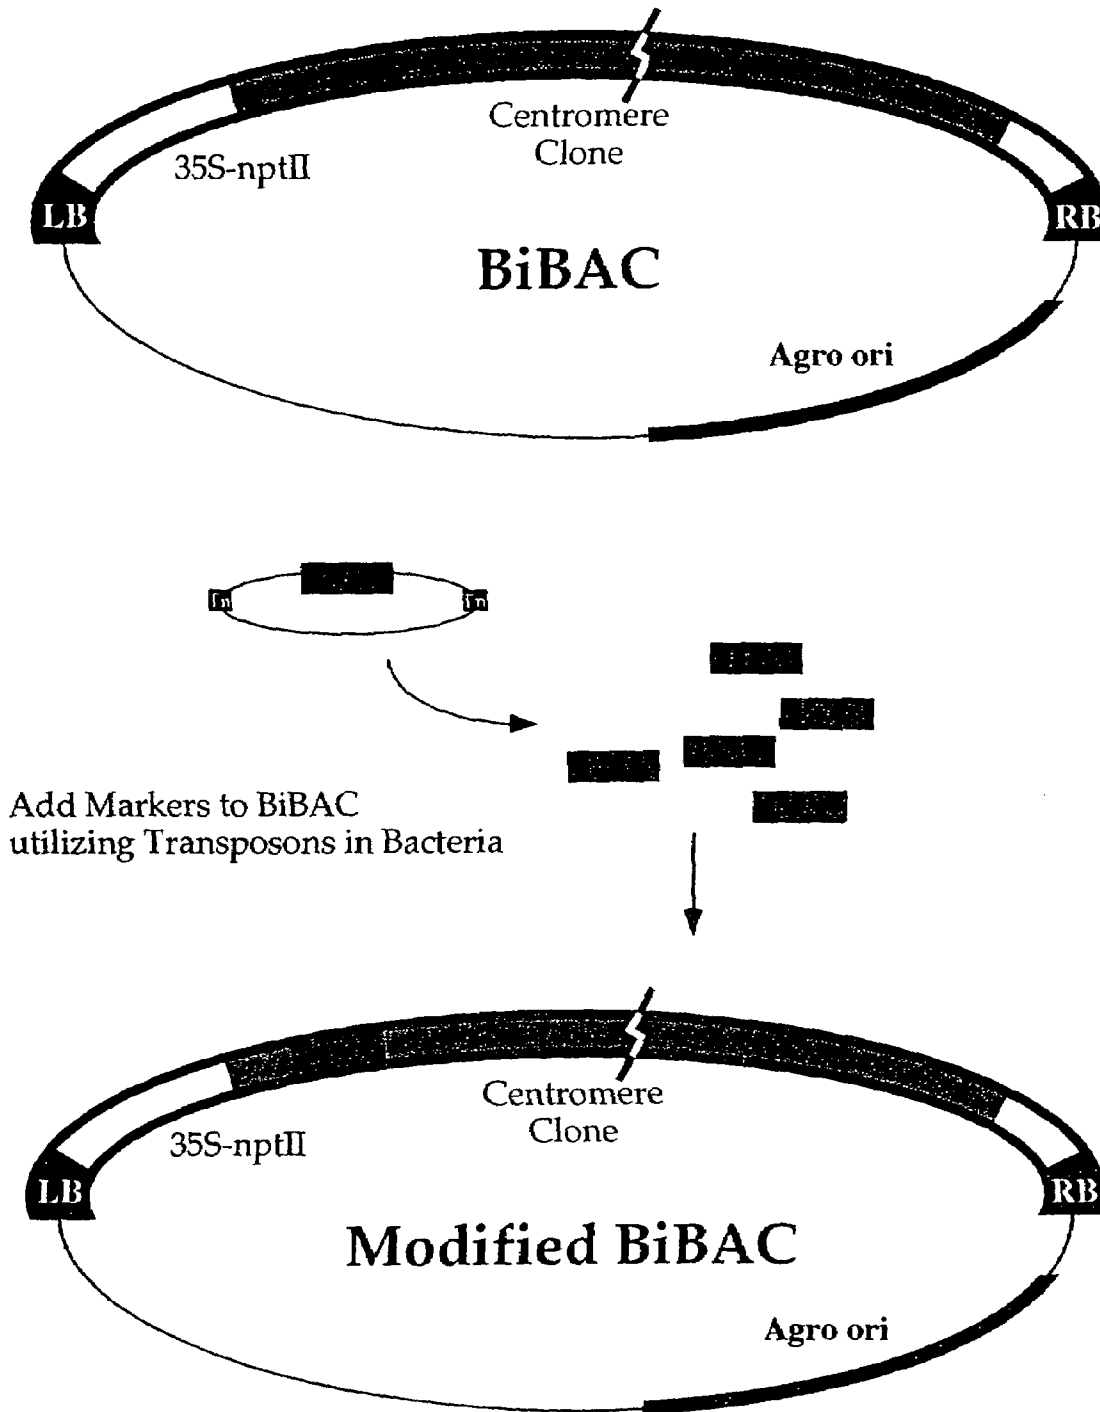 Centromere
Clone
35S-nptII
LB
RB
BiBAC
Agro ori
Tn
Tn
Add Markers to BiBAC
utilizing Transposons in Bacteria
Centromere
Clone
35S-nptII
LB
RB
Modified BiBAC
Agro ori